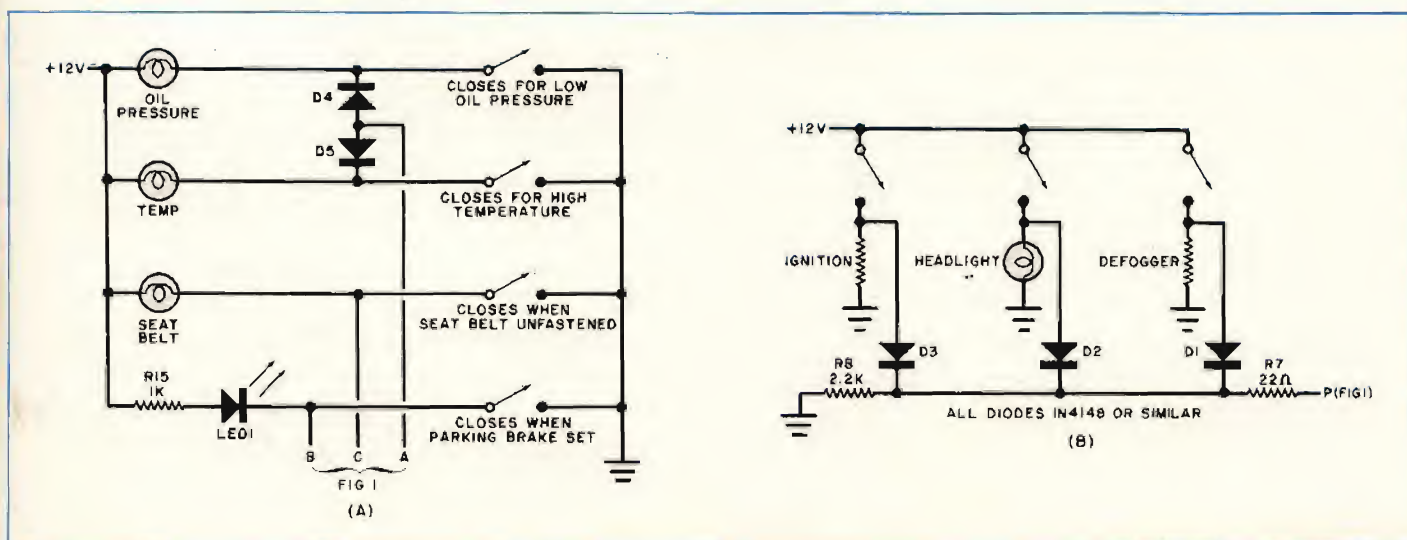 +12V
OIL
PRESSURE
D4
D5
CLOSES FOR LOW
OIL PRESSURE
TEMP
CLOSES FOR HIGH
TEMPERATURE
SEAT
BELT
CLOSES WHEN
SEAT BELT UNFASTENED
R15
1K
LED1
CLOSES WHEN
PARKING BRAKE SET
B C A
FIG 1
(A)
+12V
IGNITION
HEADLIGHT
DEFOGGER
D3
D2
D1
R8
2.2K
R7
22Ω
P(FIG1)
ALL DIODES IN4148 OR SIMILAR
(B)